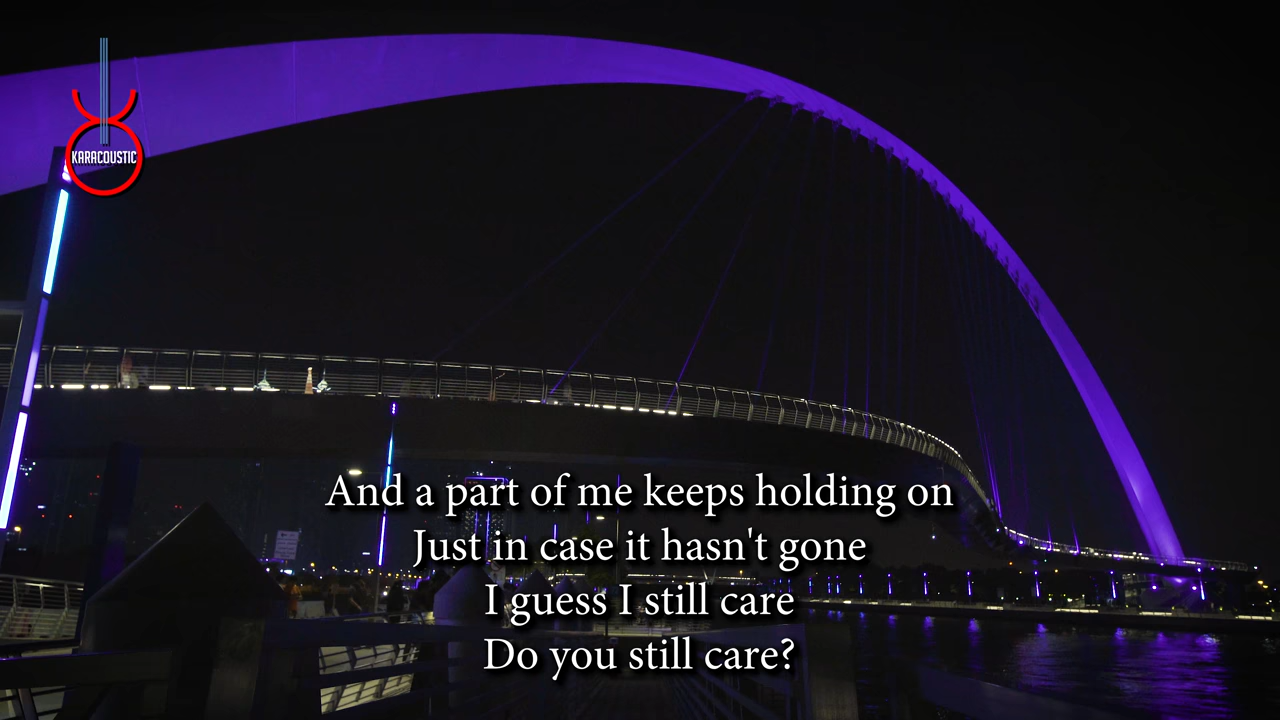 KARACOUSTIC
And a part of me keeps holding on
Just in case it hasn't gone
I guess I still care
Do you still care?